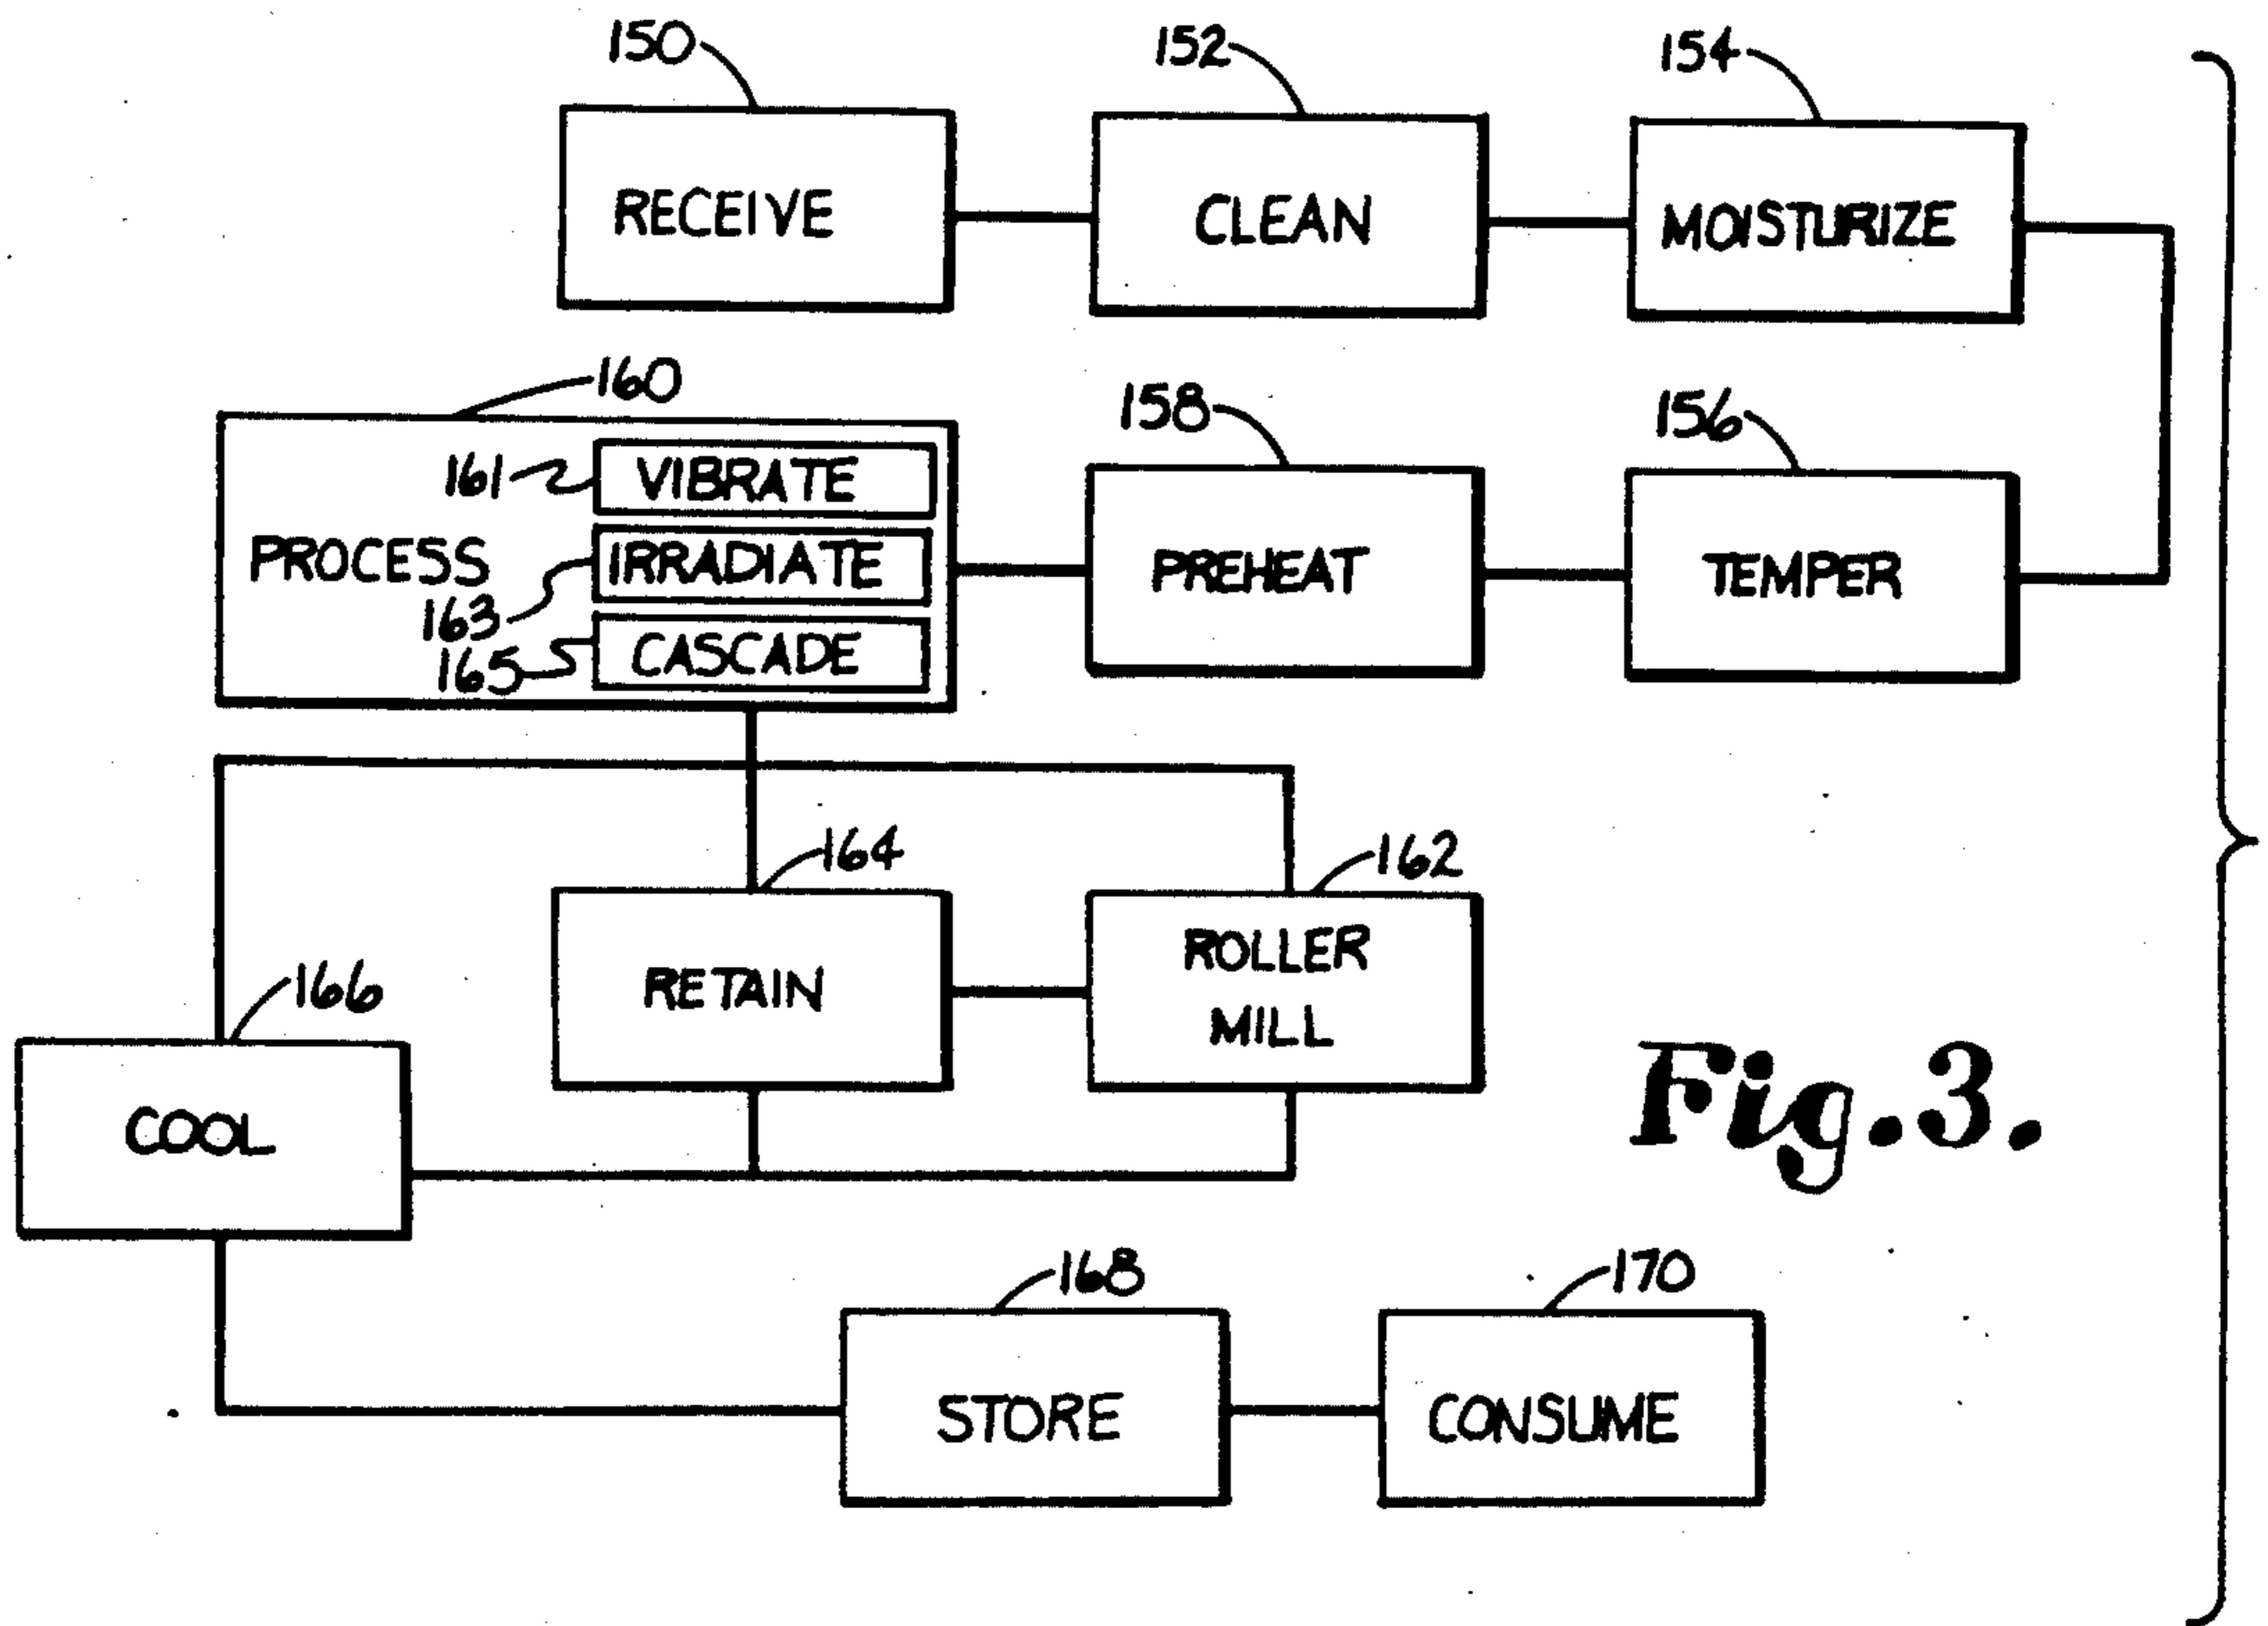 150
152
154
RECEIVE
CLEAN
MOISTURIZE
160
158
156
161
VIBRATE
PROCESS
163
IRRADIATE
165
CASCADE
PREHEAT
TEMPER
164
162
166
RETAIN
ROLLER
MILL
COOL
Fig.3.
168
170
STORE
CONSUME